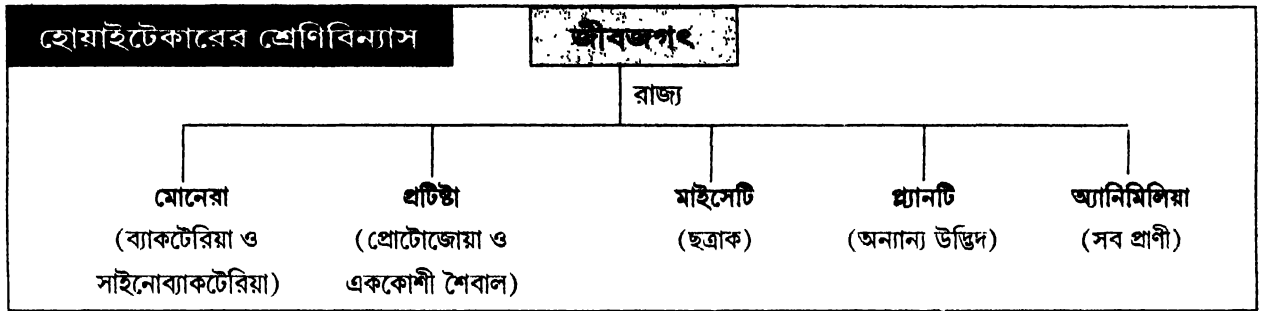 হোয়াইটেকারের শ্রেণিবিন্যাস
জীবজগৎ
রাজ্য
মোনেরা প্রটিষ্টা মাইসেটি প্ল্যানটি অ্যানিমিলিয়া
(ব্যাকটেরিয়া ও (প্রোটোজোয়া ও (ছত্রাক) (অন্যান্য উদ্ভিদ) (সব প্রাণী)
সাইনোব্যাকটেরিয়া) এককোশী শৈবাল)